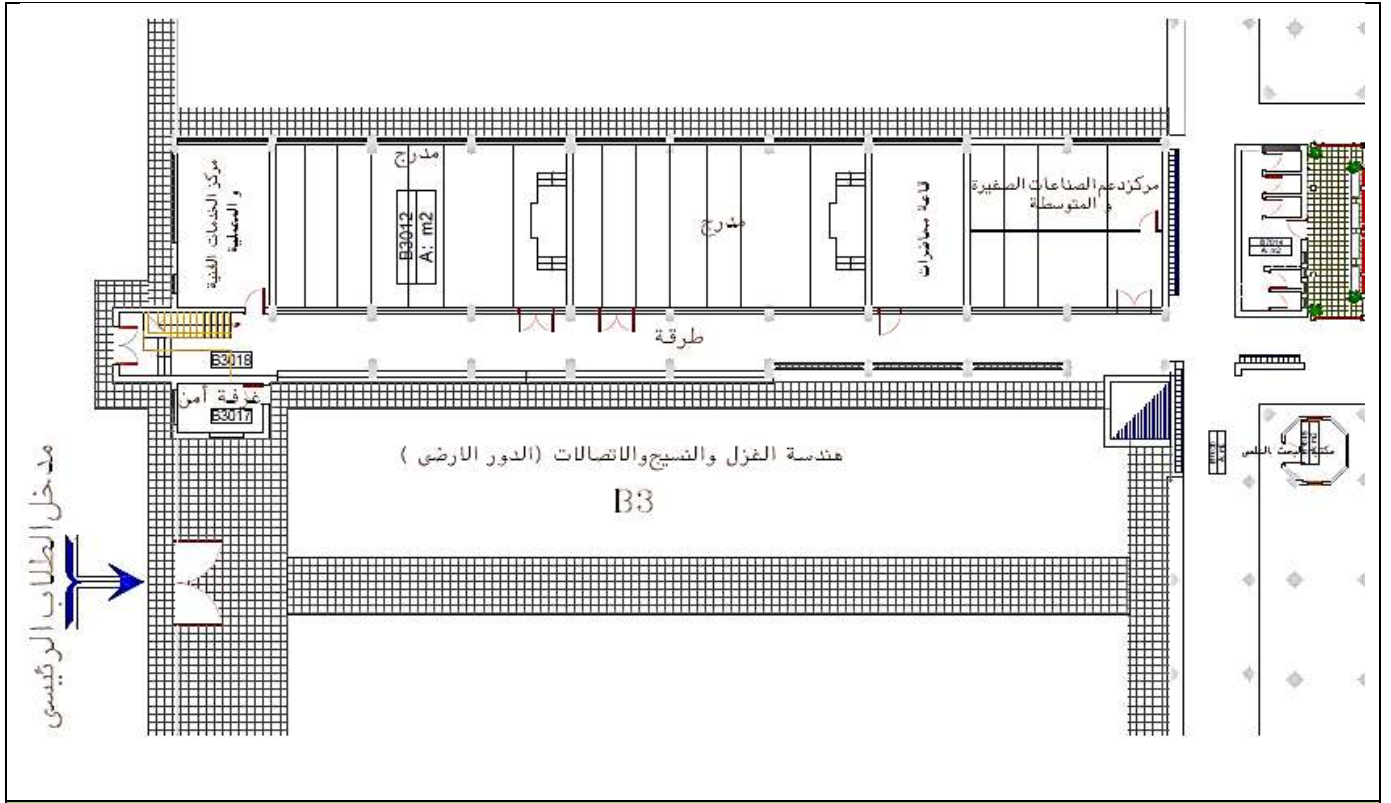 مدرج
مركز الخدمات الفنية
و المعملية
B3012
A: m2
مدرج
قاعة محاضرات
مركز دعم الصناعات الصغيرة
و المتوسطة
طرقة
B3018
غرفة أمن
B3017
هندسة الغزل والنسيج والاتصالات (الدور الارضى )
B3
مدخل الطلاب الرئيسى
A: m2